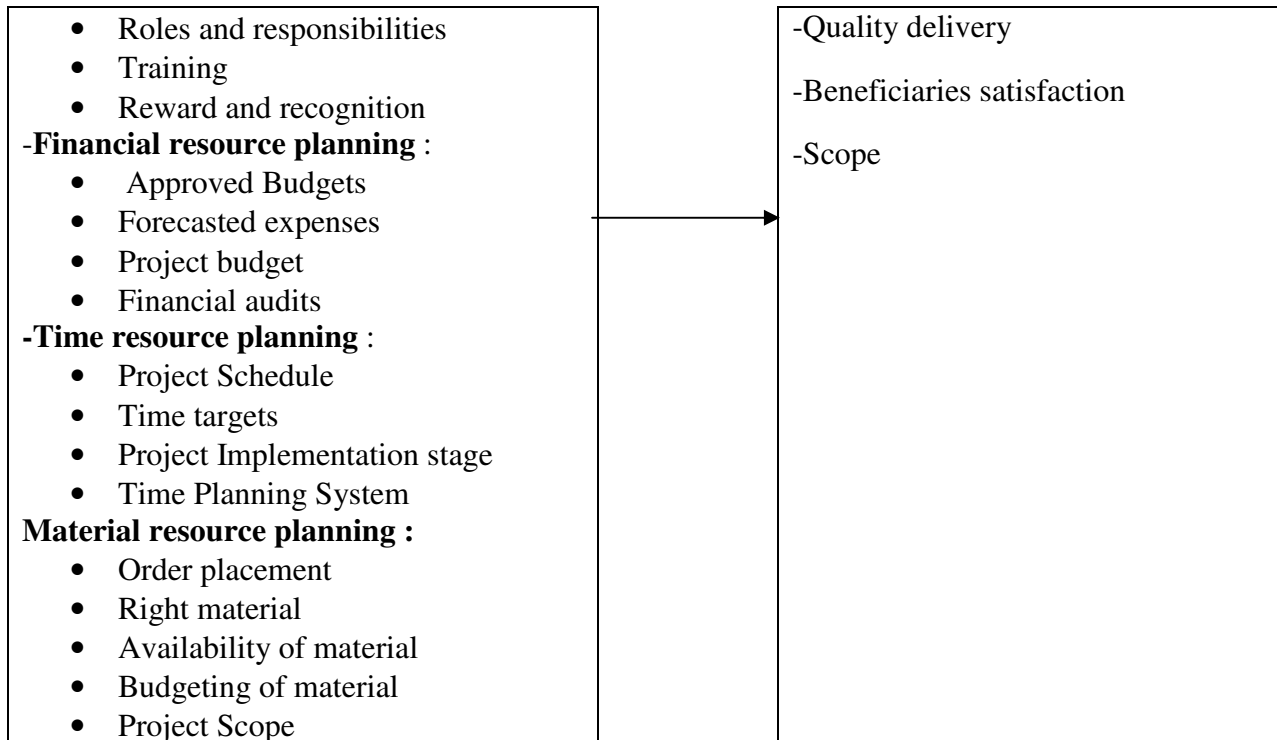 • Roles and responsibilities
• Training
• Reward and recognition
-Financial resource planning :
• Approved Budgets
• Forecasted expenses
• Project budget
• Financial audits
-Time resource planning :
• Project Schedule
• Time targets
• Project Implementation stage
• Time Planning System
Material resource planning :
• Order placement
• Right material
• Availability of material
• Budgeting of material
• Project Scope
-Quality delivery
-Beneficiaries satisfaction
-Scope